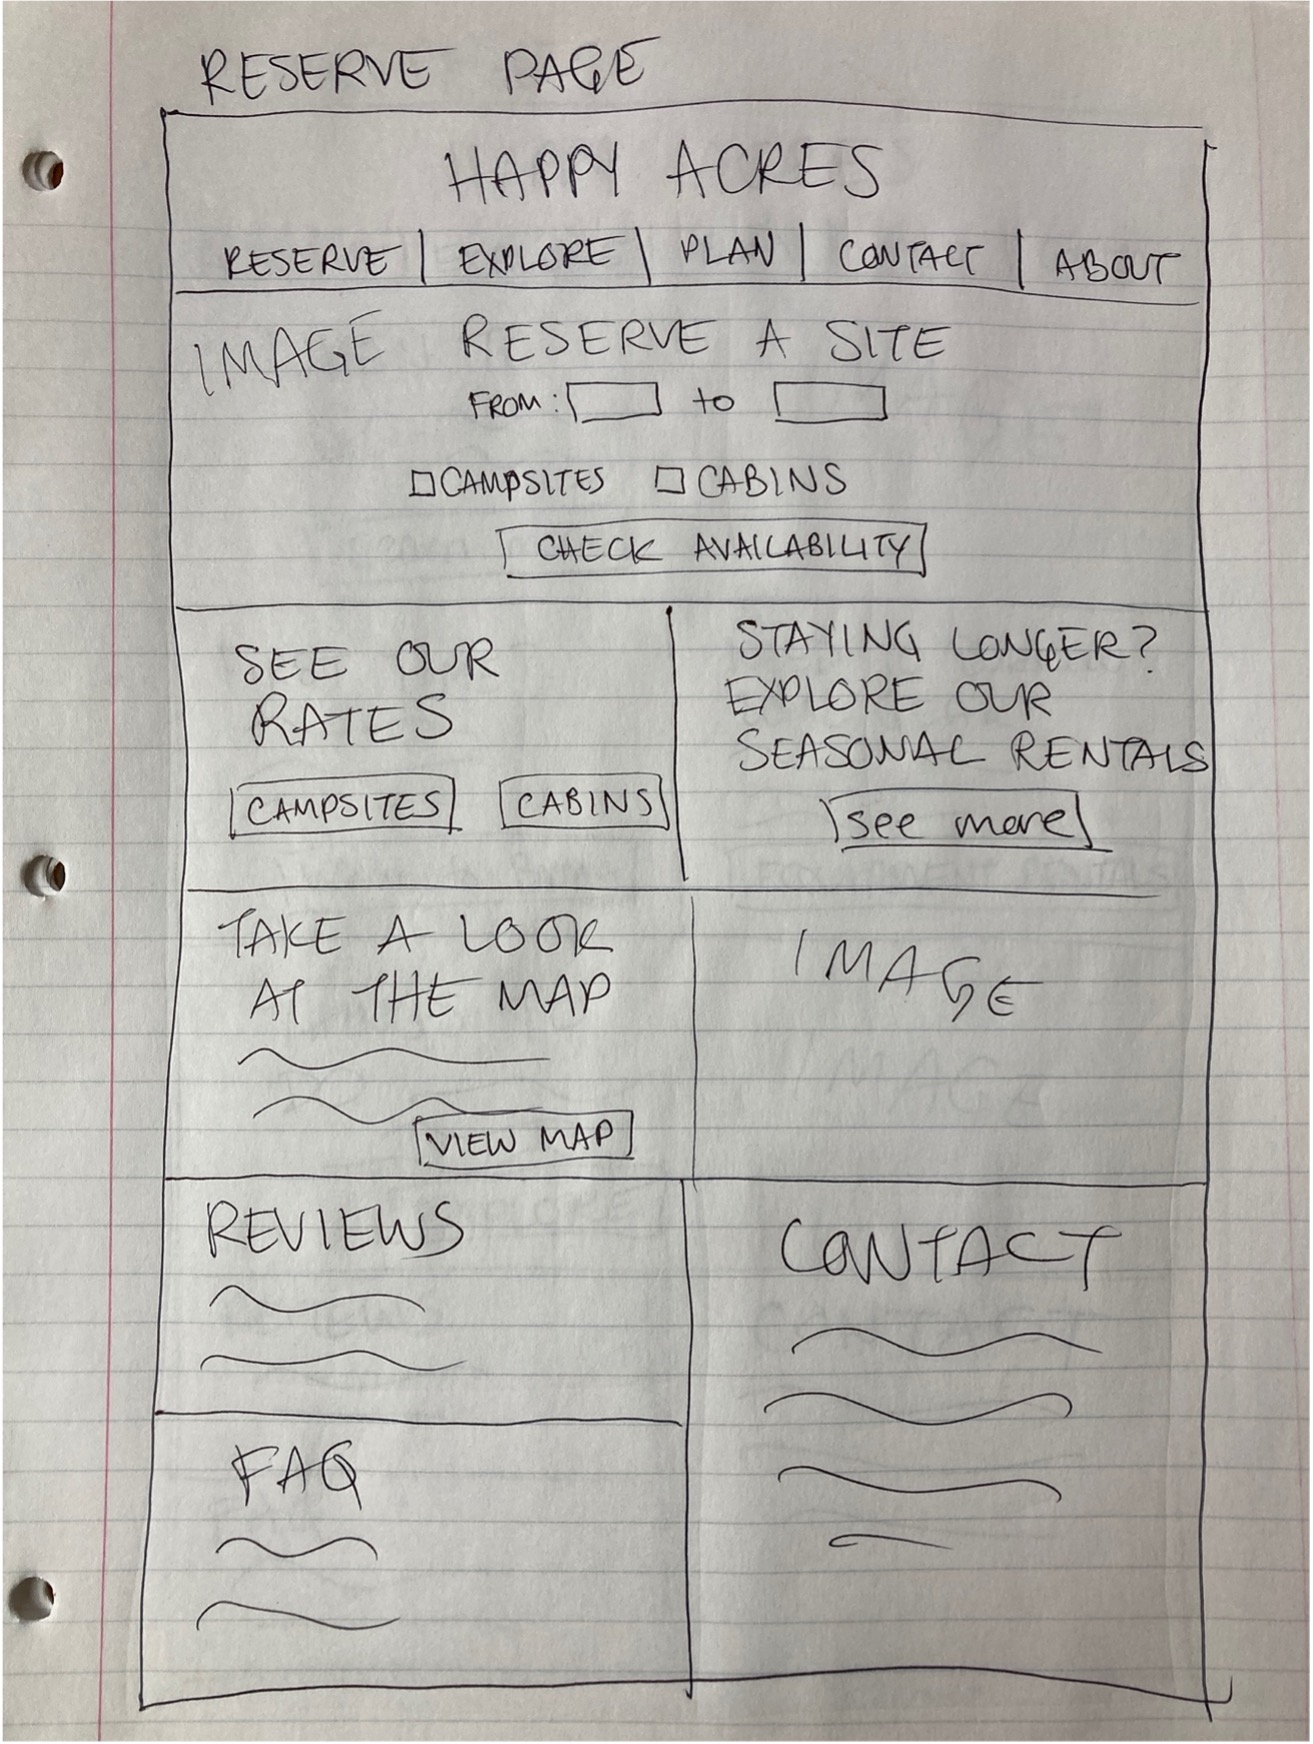 RESERVE PAGE
HAPPY ACRES
RESERVE | EXPLORE | PLAN | CONTACT | ABOUT
IMAGE RESERVE A SITE
FROM: to
CAMPSITES CABINS
CHECK AVAILABILITY
SEE OUR
RATES
CAMPSITES CABINS
STAYING LONGER?
EXPLORE OUR
SEASONAL RENTALS
see more
TAKE A LOOK
AT THE MAP
VIEW MAP
IMAGE
REVIEWS
FAQ
CONTACT